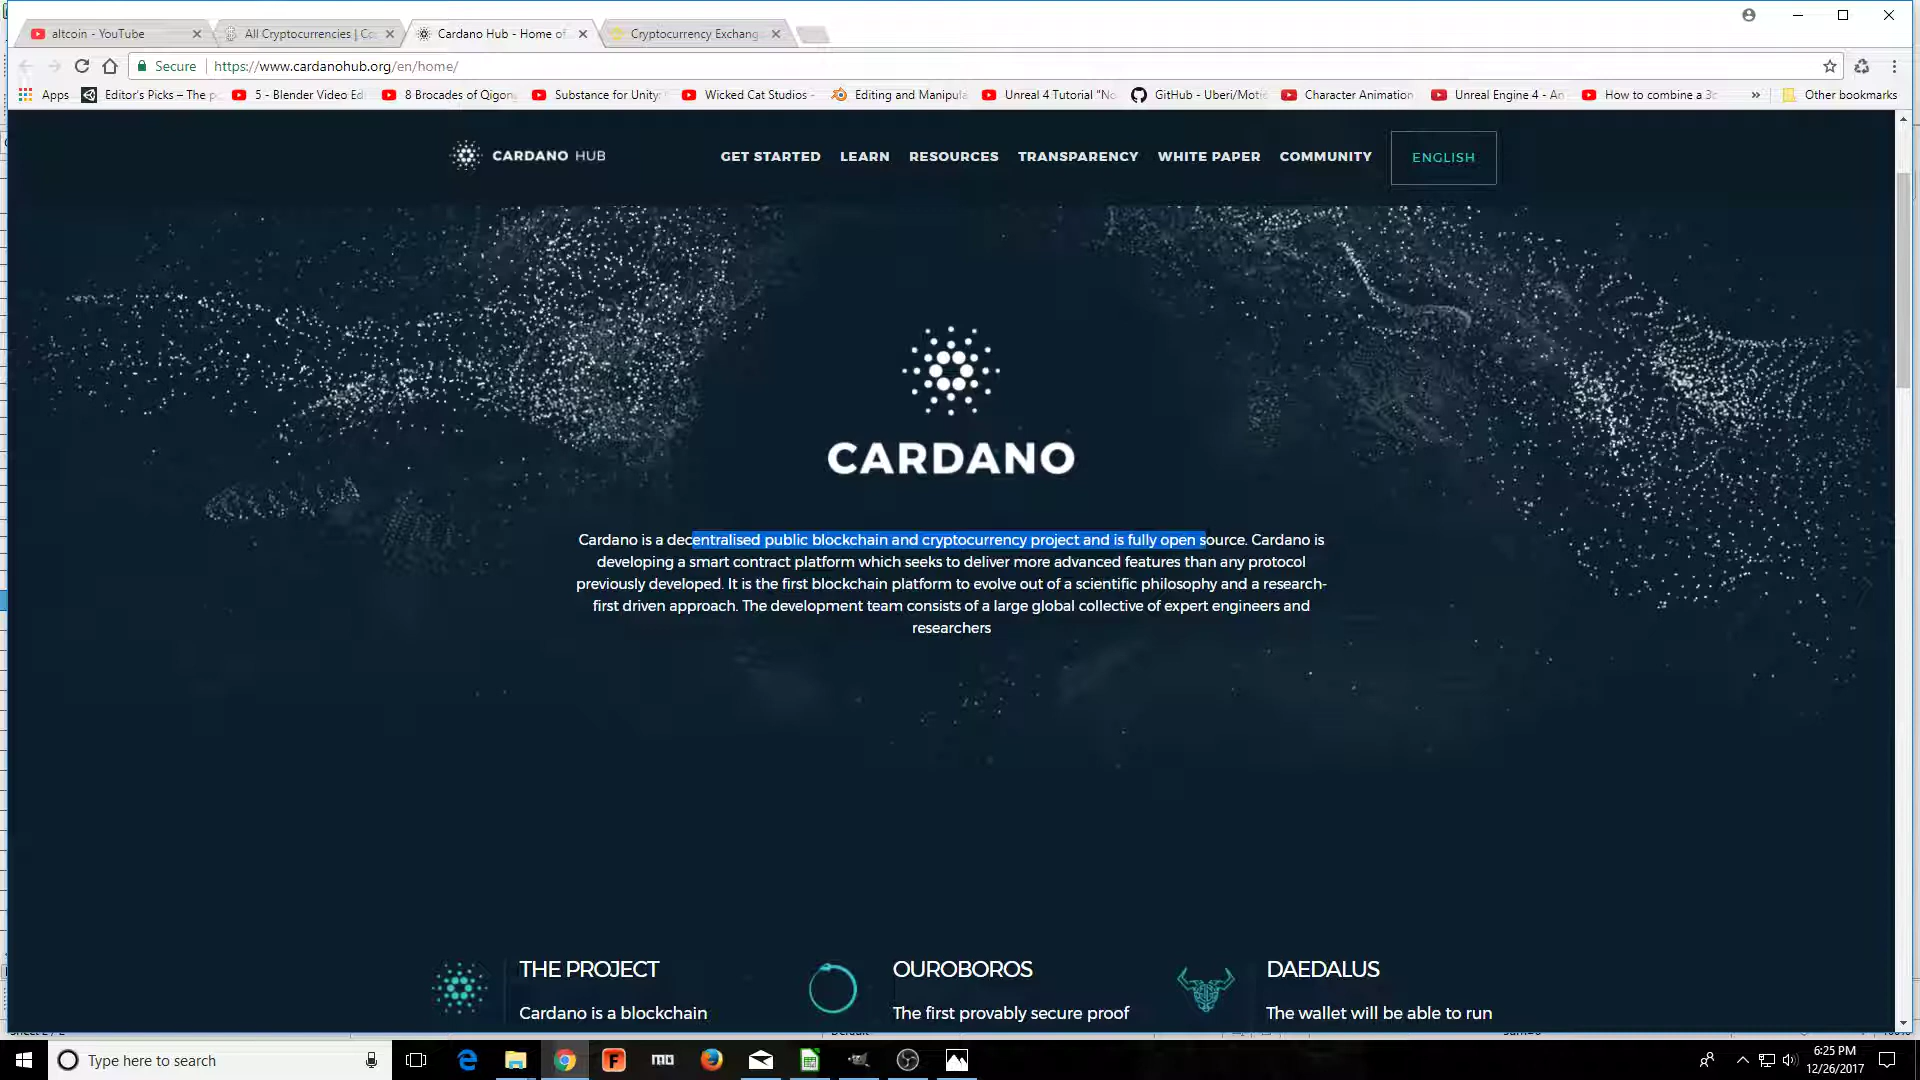 altcoin - YouTube
All Cryptocurrencies | Co
Cardano Hub - Home of
Cryptocurrency Exchang
Secure
https://www.cardanohub.org/en/home/
Apps
Editor's Picks – The p
5 - Blender Video Ed
8 Brocades of Qigong
Substance for Unity:
Wicked Cat Studios -
Editing and Manipula
Unreal 4 Tutorial "No
GitHub - Uberi/Motio
Character Animation
Unreal Engine 4 - An
How to combine a 3
»
Other bookmarks
CARDANO HUB
GET STARTED
LEARN
RESOURCES
TRANSPARENCY
WHITE PAPER
COMMUNITY
ENGLISH
CARDANO
Cardano is a decentralised public blockchain and cryptocurrency project and is fully open source. Cardano is
developing a smart contract platform which seeks to deliver more advanced features than any protocol
previously developed. It is the first blockchain platform to evolve out of a scientific philosophy and a research-
first driven approach. The development team consists of a large global collective of expert engineers and
researchers
THE PROJECT
Cardano is a blockchain
OUROBOROS
The first provably secure proof
DAEDALUS
The wallet will be able to run
Type here to search
6:25 PM
12/26/2017